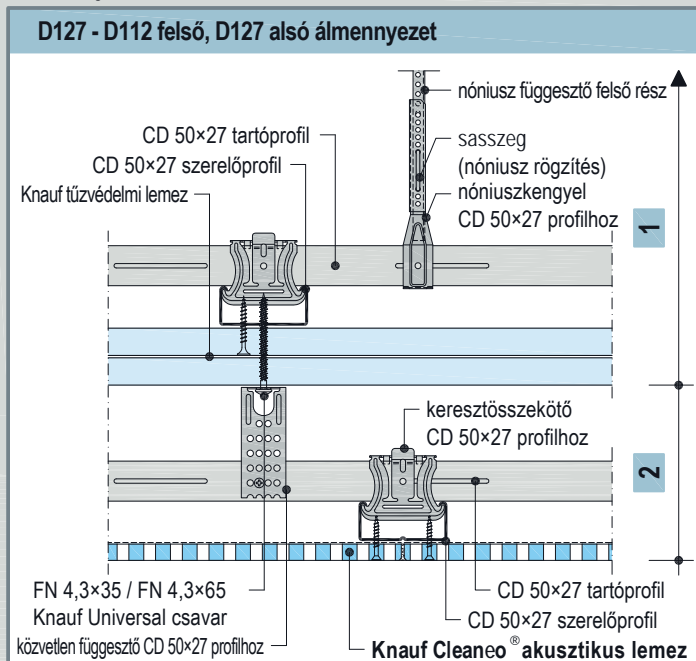 D127 - D112 felső, D127 alsó álmennyezet
nóniusz függesztő felső rész
CD 50×27 tartóprofil
sasszeg
(nóniusz rögzítés)
CD 50×27 szerelőprofil
nóniuszkengyel
CD 50×27 profilhoz
Knauf tűzvédelmi lemez
1
keresztösszekötő
CD 50×27 profilhoz
2
FN 4,3×35 / FN 4,3×65
Knauf Universal csavar
közvetlen függesztő CD 50×27 profilhoz
CD 50×27 tartóprofil
CD 50×27 szerelőprofil
Knauf Cleaneo® akusztikus lemez